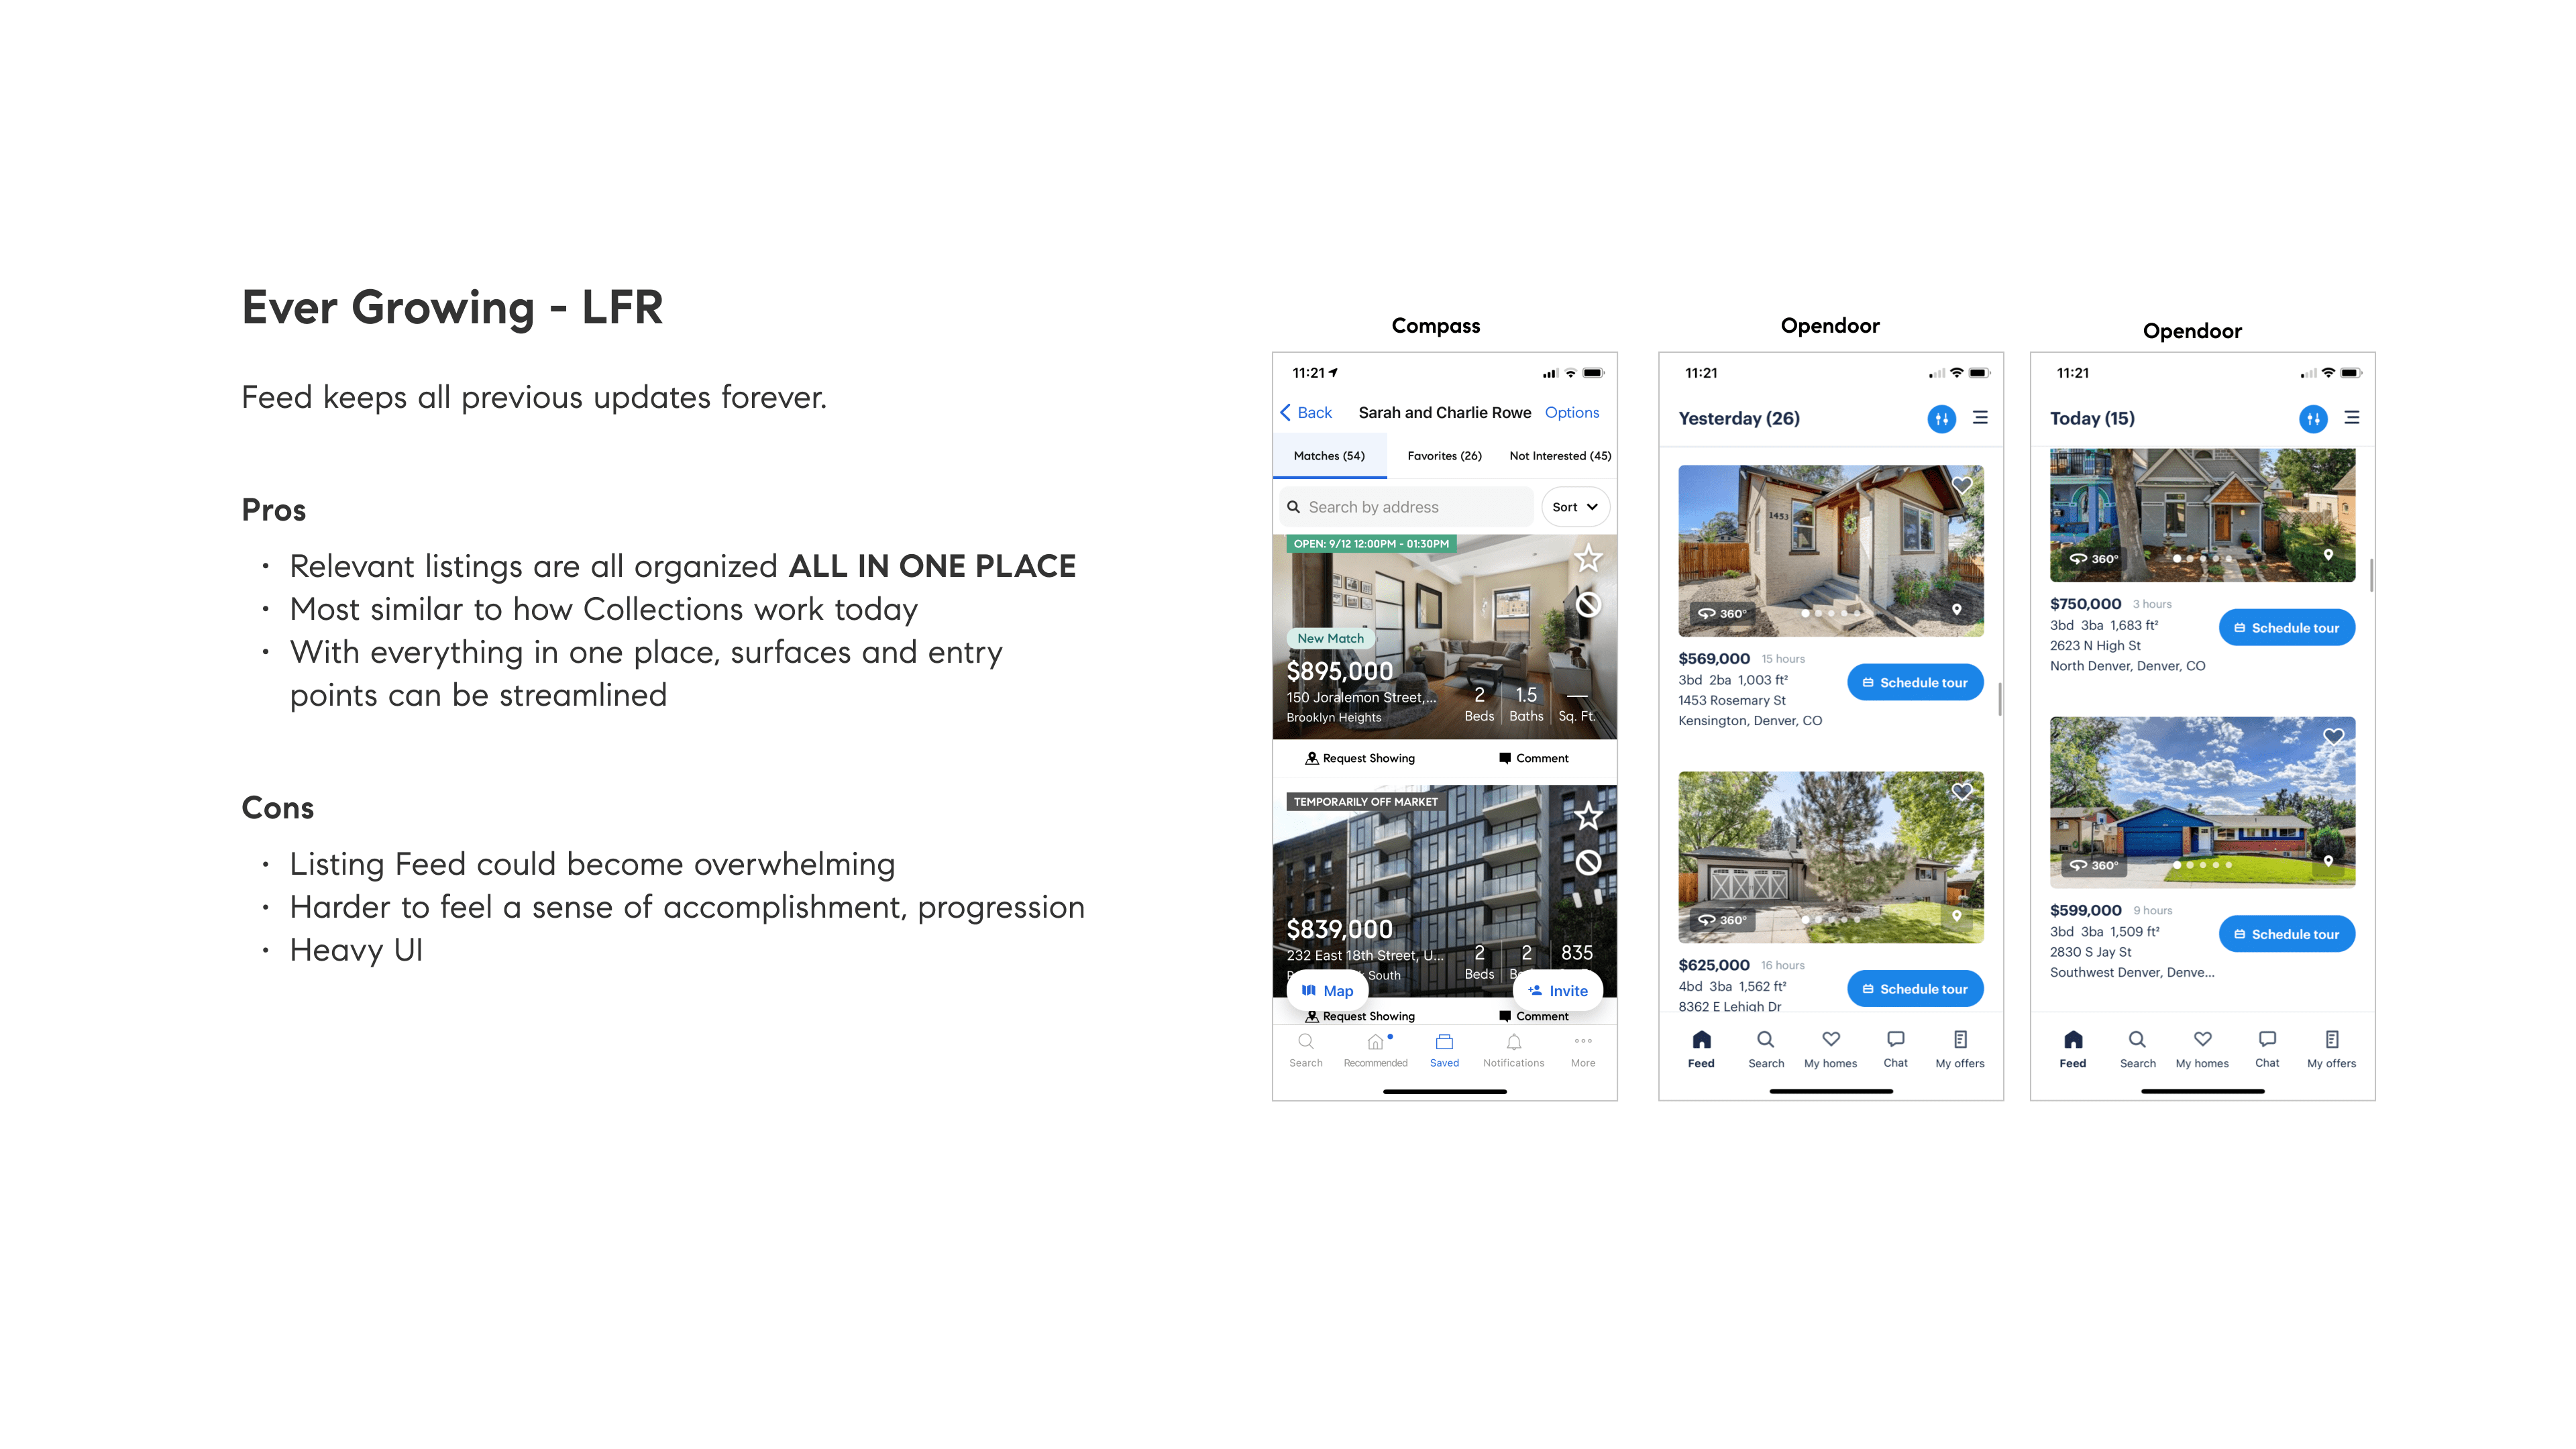 Ever Growing - LFR
Feed keeps all previous updates forever.
Pros
• Relevant listings are all organized ALL IN ONE PLACE
• Most similar to how Collections work today
• With everything in one place, surfaces and entry
points can be streamlined
Cons
• Listing Feed could become overwhelming
• Harder to feel a sense of accomplishment, progression
• Heavy UI
Compass
11:21
Back Sarah and Charlie Rowe Options
Matches (54) Favorites (26) Not Interested (45)
Search by address Sort
OPEN: 9/12 12:00PM - 01:30PM
New Match
$895,000
150 Joralemon Street,...
Brooklyn Heights
2 1.5 —
Beds Baths Sq. Ft.
Request Showing Comment
TEMPORARILY OFF MARKET
$839,000
232 East 18th Street, U...
South
2 2 835
Beds
Map Invite
Request Showing Comment
Search Recommended Saved Notifications More
Opendoor
11:21
Yesterday (26)
1453
360°
$569,000 15 hours
3bd 2ba 1,003 ft²
1453 Rosemary St
Kensington, Denver, CO
Schedule tour
360°
$625,000 16 hours
4bd 3ba 1,562 ft²
8362 E Lehigh Dr
Schedule tour
Feed Search My homes Chat My offers
Opendoor
11:21
Today (15)
360°
$750,000 3 hours
3bd 3ba 1,683 ft²
2623 N High St
North Denver, Denver, CO
Schedule tour
360°
$599,000 9 hours
3bd 3ba 1,509 ft²
2830 S Jay St
Southwest Denver, Denve...
Schedule tour
Feed Search My homes Chat My offers